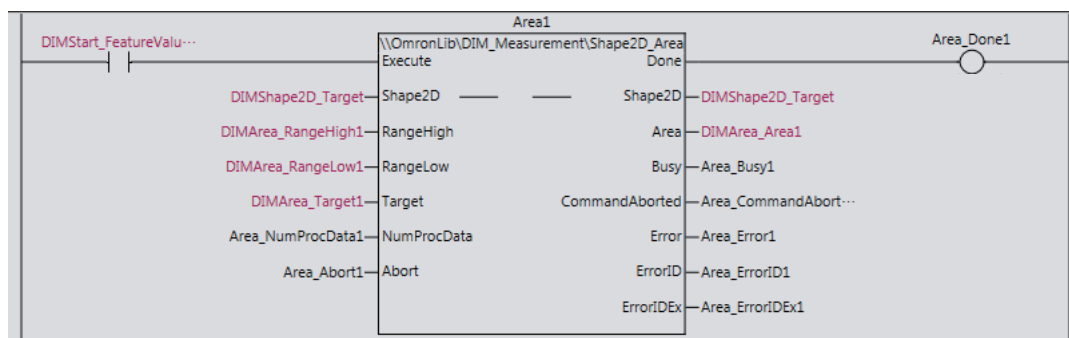 Area1
DIMStart_FeatureValu··· \\OmronLib\DIM_Measurement\Shape2D_Area Area_Done1
Execute Done
DIMShape2D_Target Shape2D Shape2D DIMShape2D_Target
DIMArea_RangeHigh1 RangeHigh Area DIMArea_Area1
DIMArea_RangeLow1 RangeLow Busy Area_Busy1
DIMArea_Target1 Target CommandAborted Area_CommandAbort···
Area_NumProcData1 NumProcData Error Area_Error1
Area_Abort1 Abort ErrorID Area_ErrorID1
ErrorIDEx Area_ErrorIDEx1